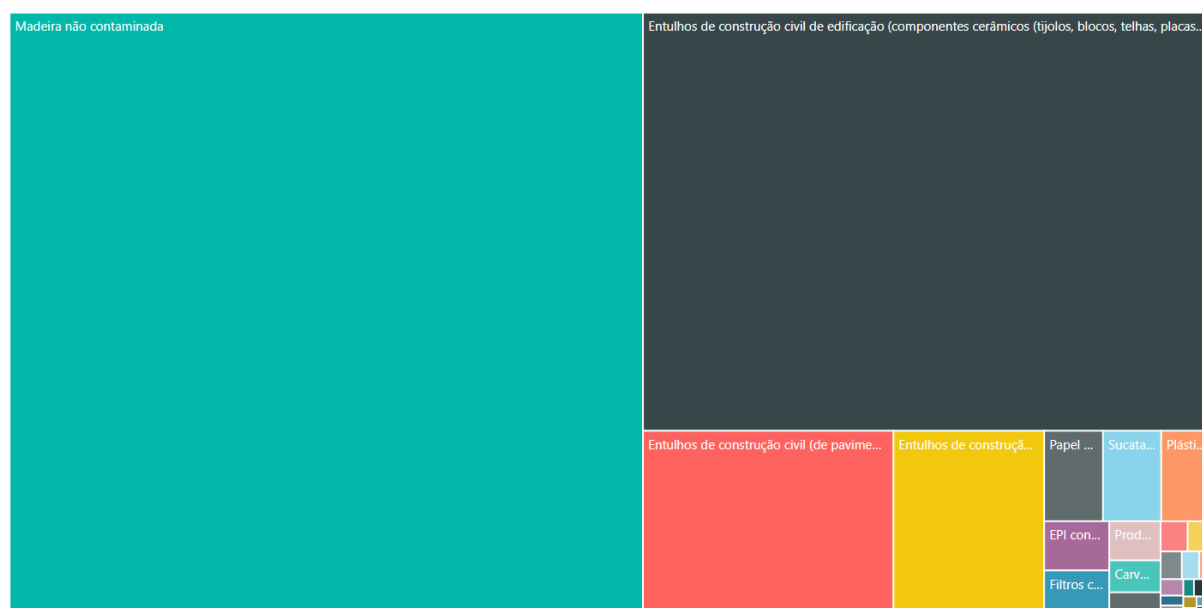 Madeira não contaminada
Entulhos de construção civil de edificação (componentes cerâmicos (tijolos, blocos, telhas, placas...
Entulhos de construção civil (de pavime...
Entulhos de construçã...
Papel ...
Sucata...
Plásti...
EPI con...
Prod...
Carv...
Filtros c...